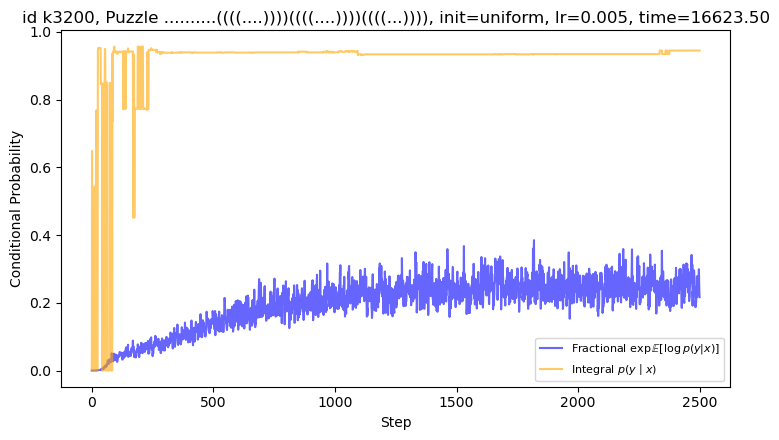 id k3200, Puzzle ..........((((....))))((((....))))((((...)))), init=uniform, lr=0.005, time=16623.50
1.0
0.8
0.6
0.4
0.2
0.0
Conditional Probability
0
500
1000
1500
2000
2500
Step
Fractional exp𝔼[log p(y|x)]
Integral p(y | x)